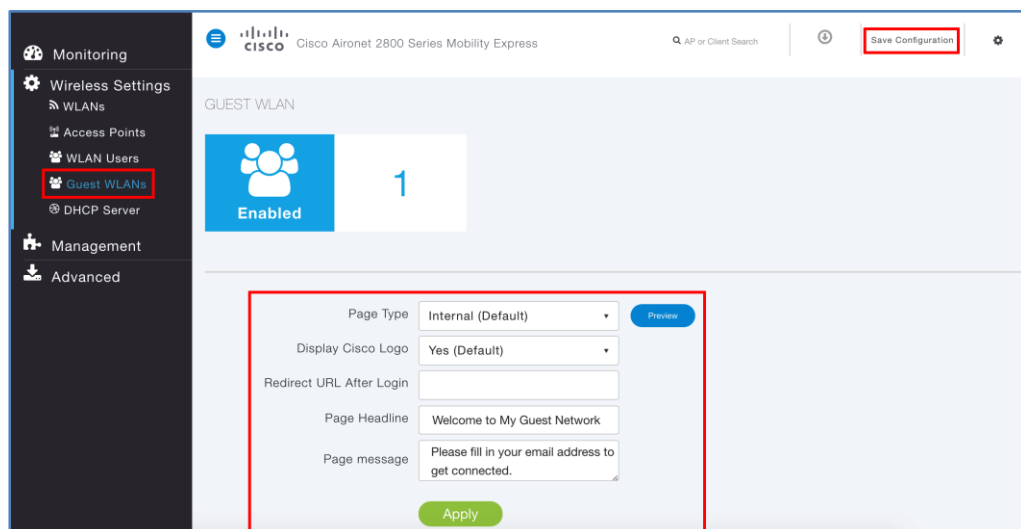 Monitoring
Wireless Settings
WLANs
Access Points
WLAN Users
Guest WLANs
DHCP Server
Management
Advanced
CISCO
Cisco Aironet 2800 Series Mobility Express
AP or Client Search
Save Configuration
GUEST WLAN
Enabled
1
Page Type
Internal (Default)
Preview
Display Cisco Logo
Yes (Default)
Redirect URL After Login
Page Headline
Welcome to My Guest Network
Page message
Please fill in your email address to
get connected.
Apply